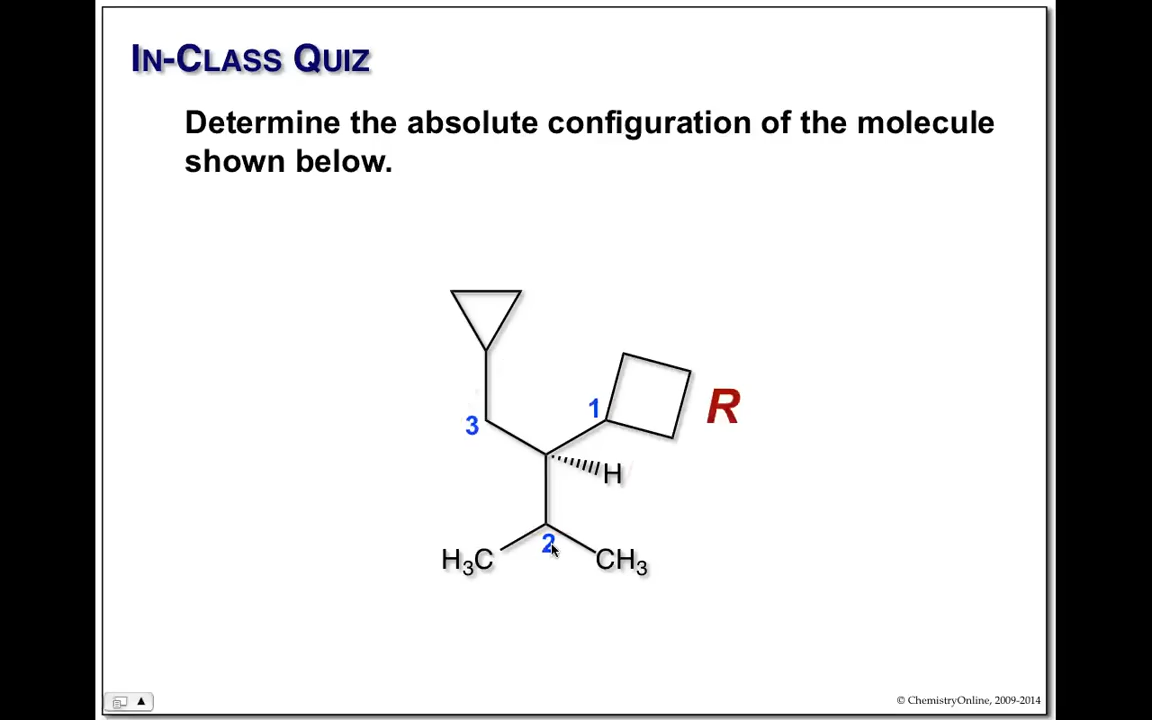 IN-CLASS QUIZ
Determine the absolute configuration of the molecule
shown below.
1
R
3
H
2
H3C
CH3
© ChemistryOnline, 2009-2014